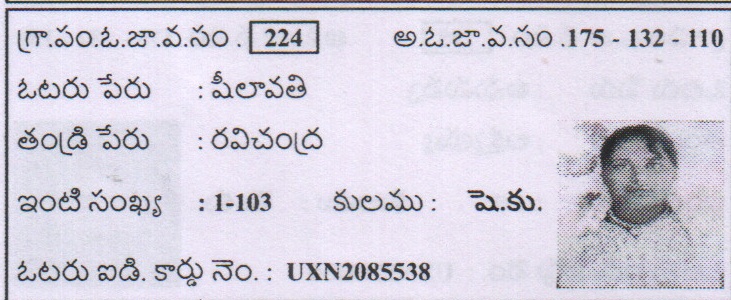 గ్రా.పం.ఓ.జా.వ.సం . 224 అ.ఓ.జా.వ.సం 175 - 132 - 110
ఓటరు పేరు : షీలావతి
తండ్రి పేరు : రవిచంద్ర
ఇంటి సంఖ్య : 1-103 కులము : షె.కు.
ఓటరు ఐడి. కార్డు నెం. : UXN2085538